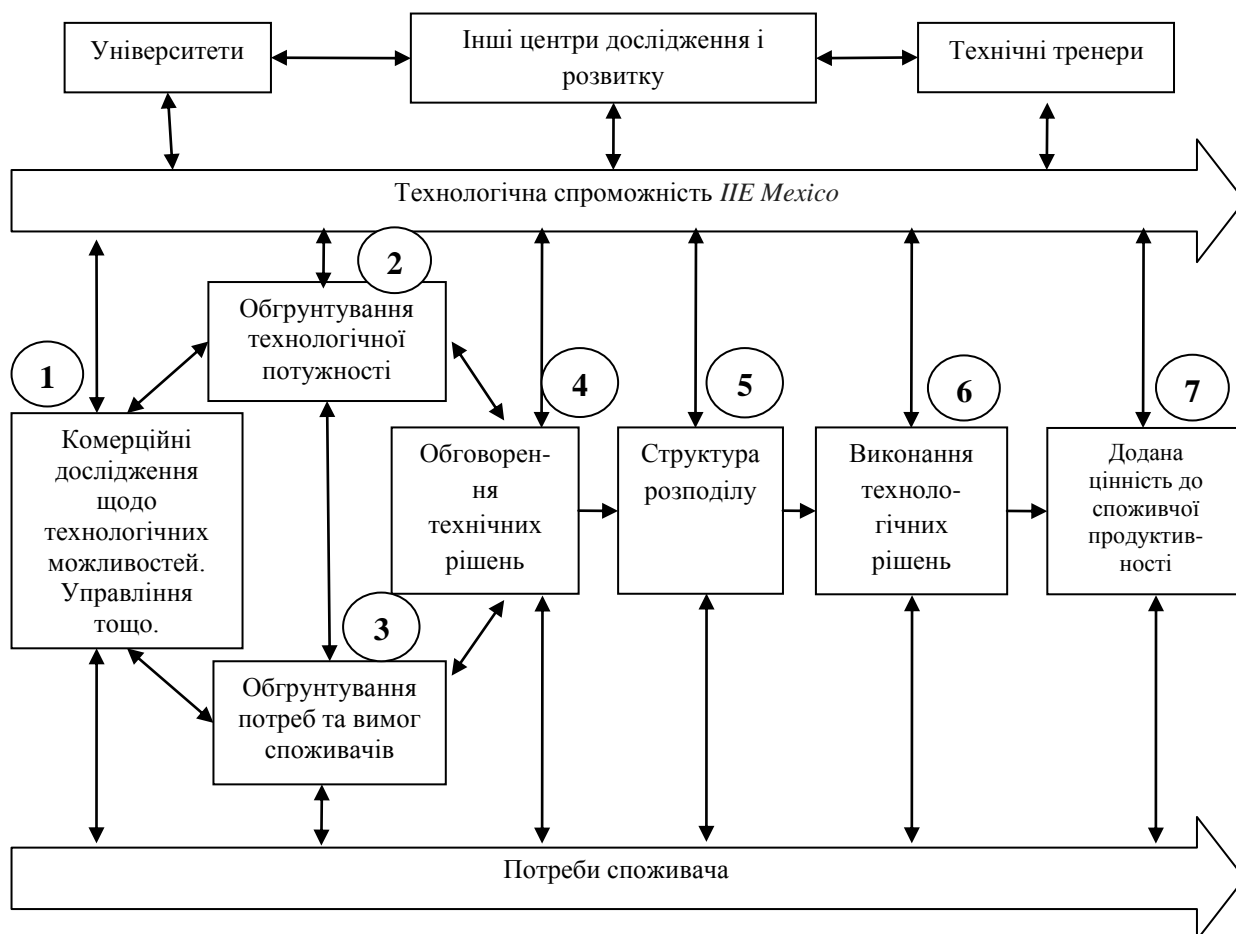 Університети
Інші центри дослідження і
розвитку
Технічні тренери
Технологічна спроможність IIE Mexico
1
Комерційні
дослідження
щодо
технологічних
можливостей.
Управління
тощо.
2
Обгрунтування
технологічної
потужності
3
Обгрунтування
потреб та вимог
споживачів
4
Обговорен-
ня
технічних
рішень
5
Структура
розподілу
6
Виконання
техноло-
гічних
рішень
7
Додана
цінність до
споживчої
продуктив-
ності
Потреби споживача